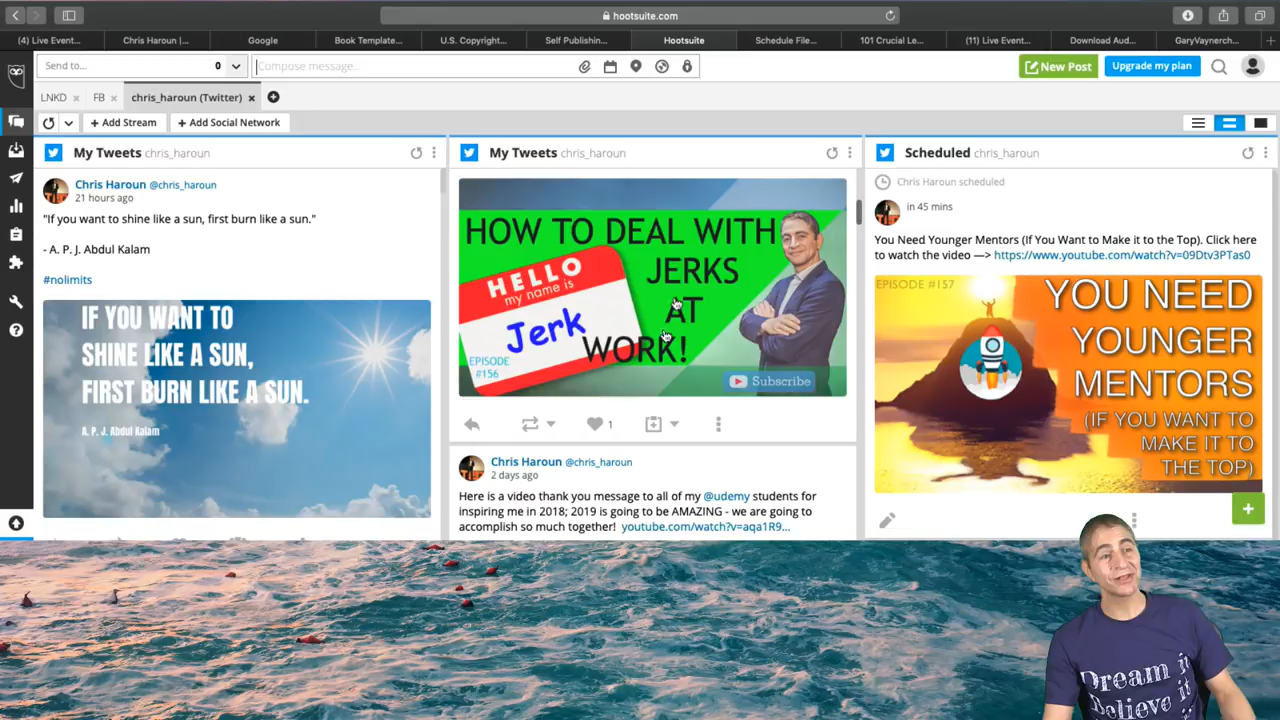 hootsuite.com
(4) Live Event...
Chris Haroun |...
Google
Book Template...
U.S. Copyright...
Self Publishin...
Hootsuite
Schedule File...
101 Crucial Le...
(11) Live Event...
Download Aud...
GaryVaynerch...
Send to...
0
Compose message...
New Post
Upgrade my plan
LNKD
FB
chris_haroun (Twitter)
Add Stream
Add Social Network
My Tweets chris_haroun
Chris Haroun @chris_haroun
21 hours ago
"If you want to shine like a sun, first burn like a sun."
- A. P. J. Abdul Kalam
#nolimits
IF YOU WANT TO
SHINE LIKE A SUN,
FIRST BURN LIKE A SUN.
A. P. J. Abdul Kalam
My Tweets chris_haroun
HOW TO DEAL WITH
JERKS
AT
WORK!
HELLO
my name is
Jerk
EPISODE
#156
Subscribe
1
Chris Haroun @chris_haroun
2 days ago
Here is a video thank you message to all of my @udemy students for
inspiring me in 2018; 2019 is going to be AMAZING - we are going to
accomplish so much together! youtube.com/watch?v=aqa1R9...
Scheduled chris_haroun
Chris Haroun scheduled
in 45 mins
You Need Younger Mentors (If You Want to Make it to the Top). Click here
to watch the video —> https://www.youtube.com/watch?v=09Dtv3PTas0
EPISODE #157
YOU NEED
YOUNGER
MENTORS
(IF YOU WANT TO
MAKE IT TO
THE TOP)
Dream it
Believe it